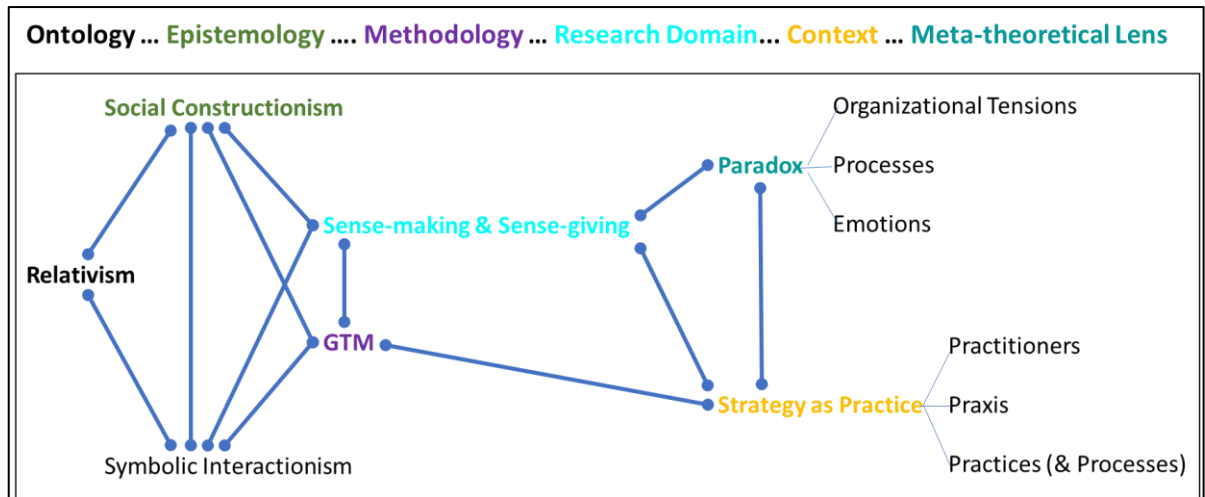 Ontology ... Epistemology .... Methodology ... Research Domain... Context ... Meta-theoretical Lens
Social Constructionism
Organizational Tensions
Paradox
Processes
Sense-making & Sense-giving
Emotions
Relativism
GTM
Practitioners
Strategy as Practice
Praxis
Symbolic Interactionism
Practices (& Processes)